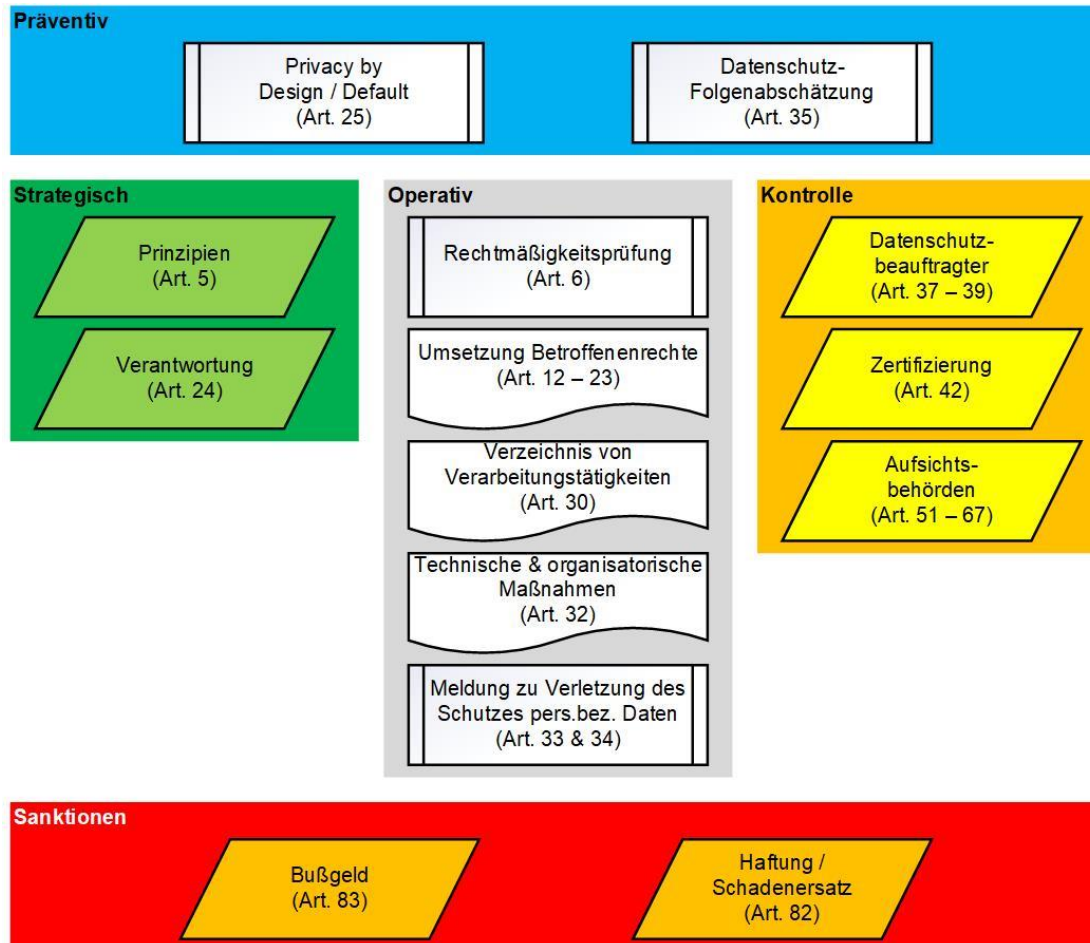 Präventiv
Privacy by
Design / Default
(Art. 25)
Datenschutz-
Folgenabschätzung
(Art. 35)
Strategisch
Prinzipien
(Art. 5)
Verantwortung
(Art. 24)
Operativ
Rechtmäßigkeitsprüfung
(Art. 6)
Umsetzung Betroffenenrechte
(Art. 12 – 23)
Verzeichnis von
Verarbeitungstätigkeiten
(Art. 30)
Technische & organisatorische
Maßnahmen
(Art. 32)
Meldung zu Verletzung des
Schutzes pers.bez. Daten
(Art. 33 & 34)
Kontrolle
Datenschutz-
beauftragter
(Art. 37 – 39)
Zertifizierung
(Art. 42)
Aufsichts-
behörden
(Art. 51 – 67)
Sanktionen
Bußgeld
(Art. 83)
Haftung /
Schadenersatz
(Art. 82)